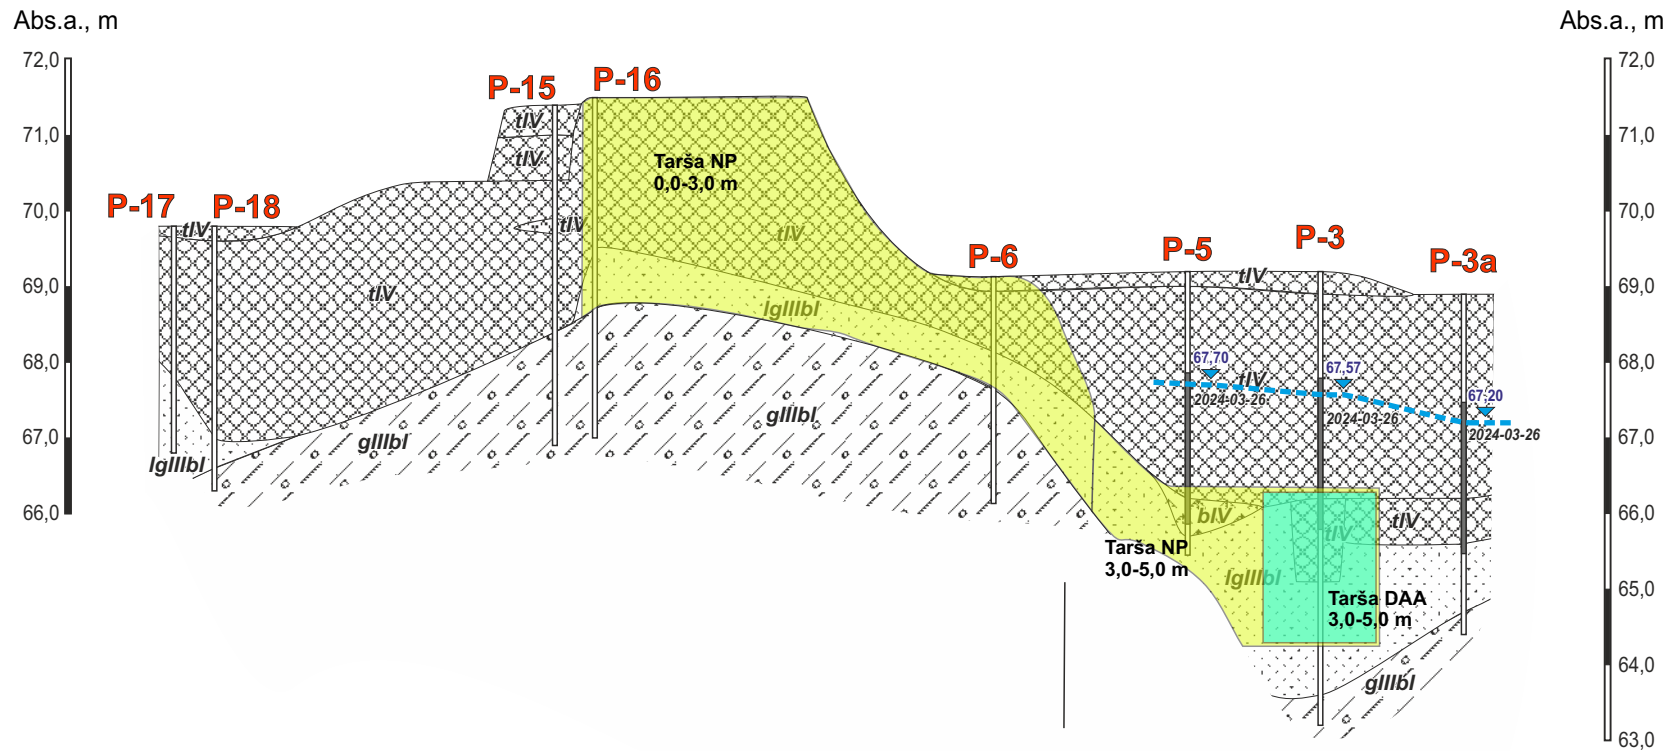 Abs.a., m
Abs.a., m
72,0
71,0
70,0
69,0
68,0
67,0
66,0
72,0
71,0
70,0
69,0
68,0
67,0
66,0
65,0
64,0
63,0
P-15
P-16
P-17
P-18
P-6
P-5
P-3
P-3a
tIV
tIV
tIV
tIV
tIV
Tarša NP
0,0-3,0 m
tIV
lgIIIbl
gIIIbl
gIIIbl
lgIIIbl
tIV
67,70
tIV
2024-03-26
67,57
2024-03-26
67,20
2024-03-26
bIV
tIV
tIV
Tarša NP
3,0-5,0 m
lgIIIbl
Tarša DAA
3,0-5,0 m
gIIIbl